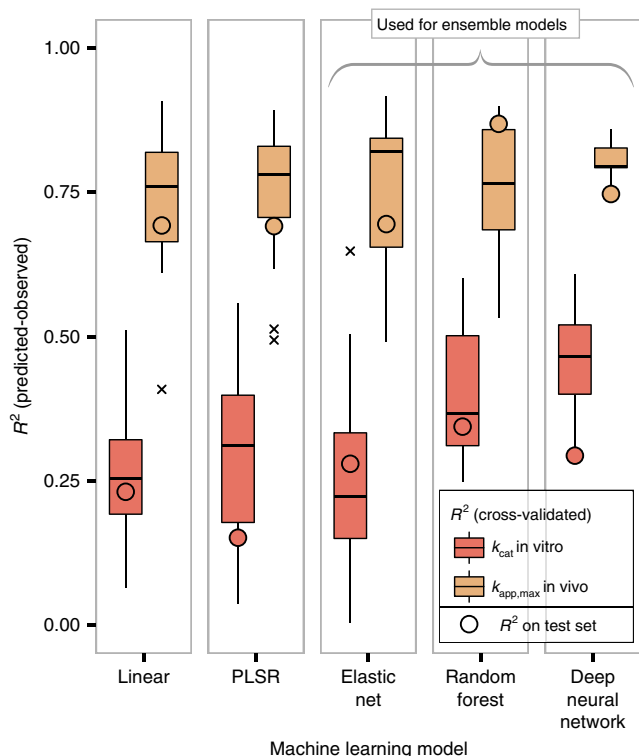 Used for ensemble models
1.00
0.75
0.50
0.25
0.00
R² (predicted-observed)
R² (cross-validated)
kcat in vitro
kapp,max in vivo
R² on test set
Linear
PLSR
Elastic
net
Random
forest
Deep
neural
network
Machine learning model